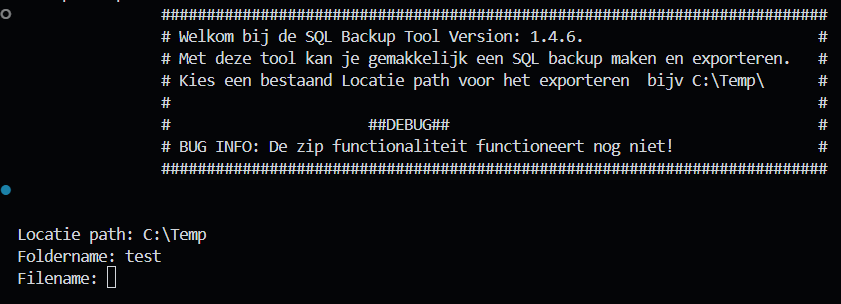 ##########################################################################
# Welkom bij de SQL Backup Tool Version: 1.4.6. #
# Met deze tool kan je gemakkelijk een SQL backup maken en exporteren. #
# Kies een bestaand Locatie path voor het exporteren  bijv C:\Temp\ #
# #
# ##DEBUG## #
# BUG INFO: De zip functionaliteit functioneert nog niet! #
##########################################################################
Locatie path: C:\Temp
Foldername: test
Filename: